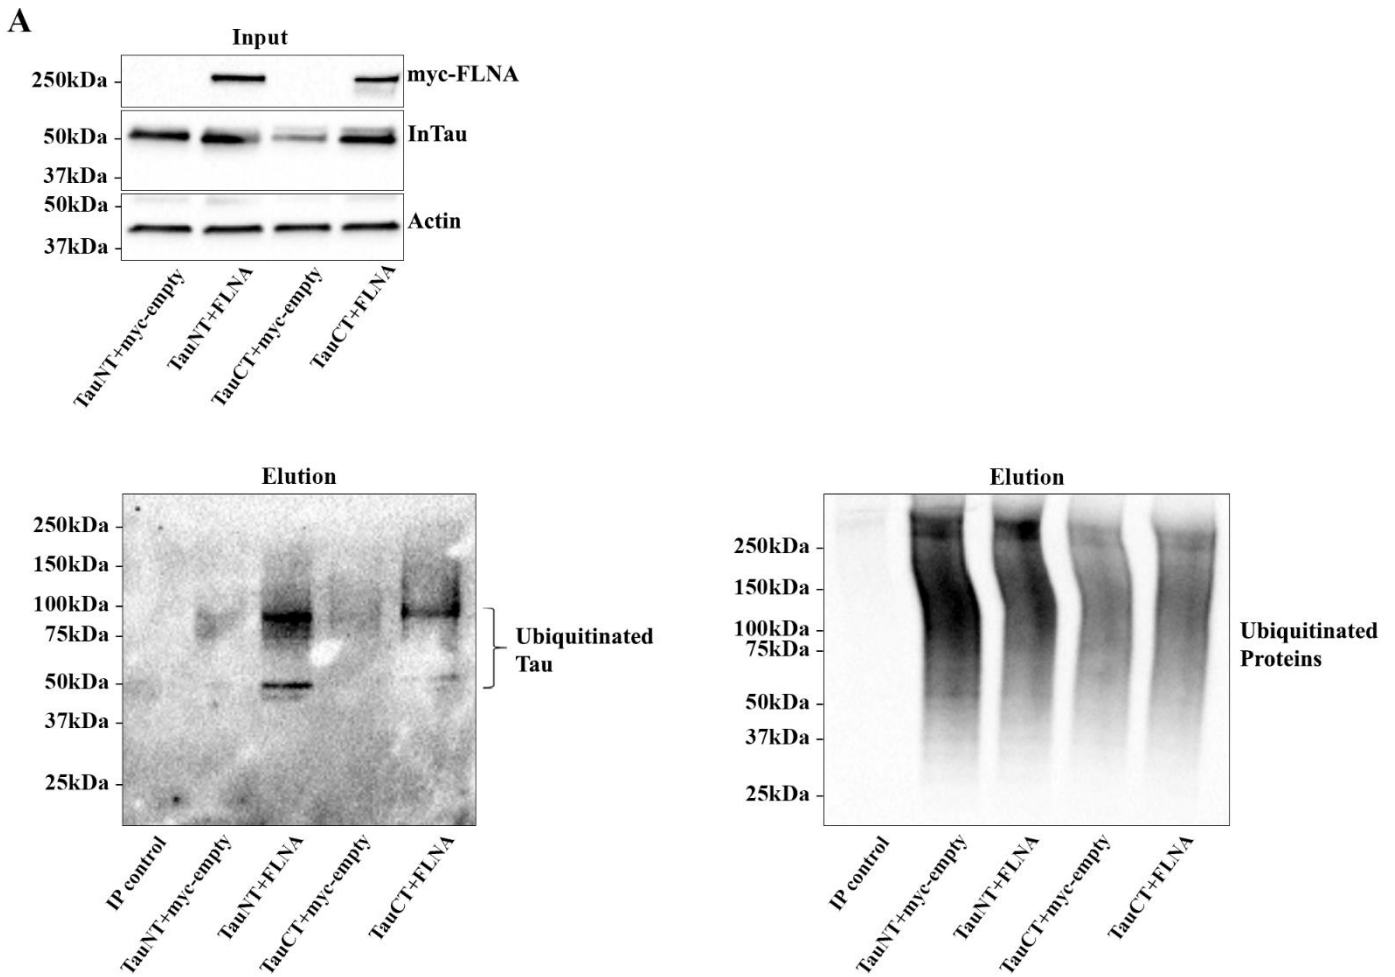 A
Input
250kDa
myc-FLNA
50kDa
InTau
37kDa
50kDa
Actin
37kDa
TauNT+myc-empty
TauNT+FLNA
TauCT+myc-empty
TauCT+FLNA
Elution
250kDa
150kDa
100kDa
75kDa
50kDa
37kDa
25kDa
Ubiquitinated
Tau
IP control
TauNT+myc-empty
TauNT+FLNA
TauCT+myc-empty
TauCT+FLNA
Elution
250kDa
150kDa
100kDa
75kDa
50kDa
37kDa
25kDa
Ubiquitinated
Proteins
IP control
TauNT+myc-empty
TauNT+FLNA
TauCT+myc-empty
TauCT+FLNA